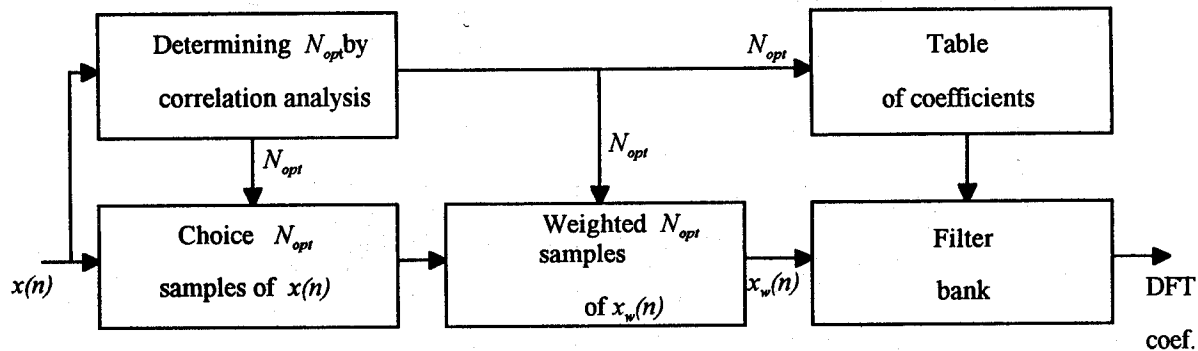 Determining N_opt by
correlation analysis
N_opt
Table
of coefficients
N_opt
N_opt
x(n)
Choice N_opt
samples of x(n)
Weighted N_opt
samples
of x_w(n)
x_w(n)
Filter
bank
DFT
coef.